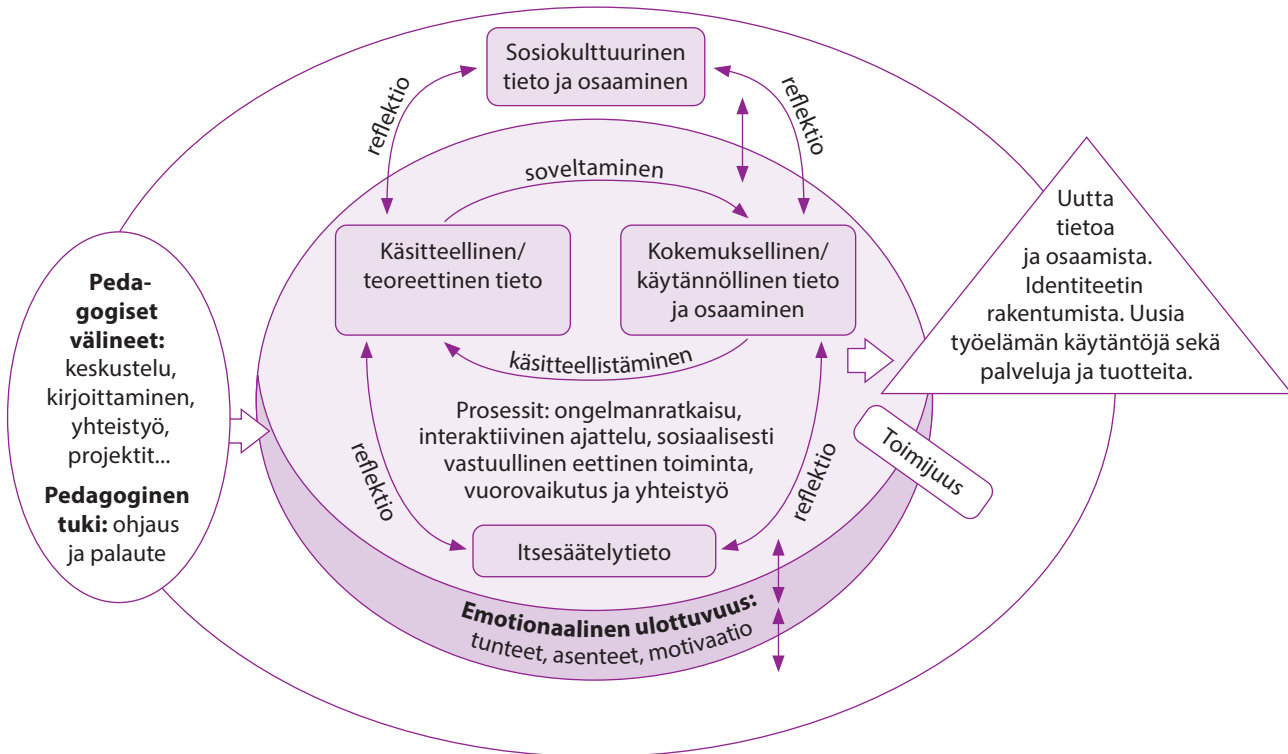 Sosiokulttuurinen
tieto ja osaaminen
reflektio
reflektio
soveltaminen
Käsitteellinen/
teoreettinen tieto
Kokemuksellinen/
käytännöllinen tieto
ja osaaminen
käsitteellistäminen
Peda-
gogiset
välineet:
keskustelu,
kirjoittaminen,
yhteistyö,
projektit...
Pedagoginen
tuki: ohjaus
ja palaute
Prosessit: ongelmanratkaisu,
interaktiivinen ajattelu, sosiaalisesti
vastuullinen eettinen toiminta,
vuorovaikutus ja yhteistyö
reflektio
reflektio
Itsesäätelytieto
Emotionaalinen ulottuvuus:
tunteet, asenteet, motivaatio
Toimijuus
Uutta
tietoa
ja osaamista.
Identiteetin
rakentumista. Uusia
työelämän käytäntöjä sekä
palveluja ja tuotteita.